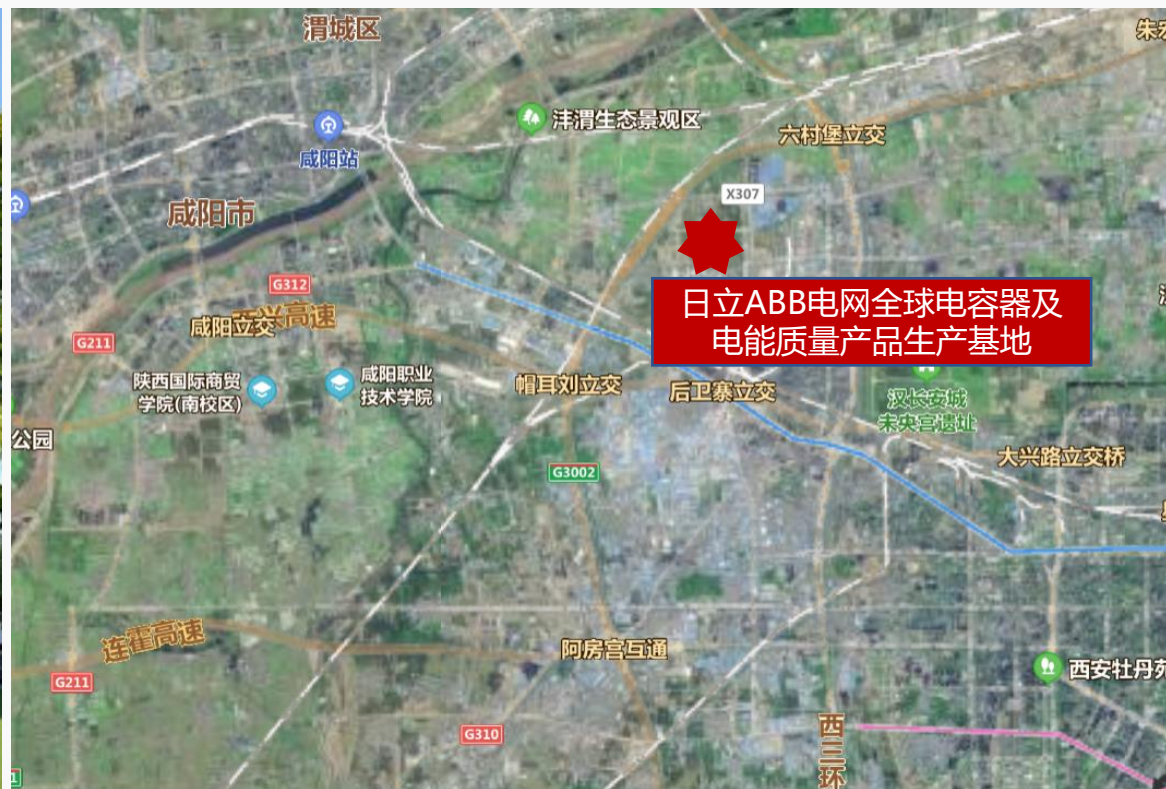 渭城区
沣渭生态景观区
六村堡立交
咸阳站
X307
咸阳市
G312
西兴高速
咸阳立交
G211
日立ABB电网全球电容器及
电能质量产品生产基地
陕西国际商贸
学院(南校区)
咸阳职业
技术学院
帽耳刘立交
后卫寨立交
汉长安城
未央宫遗址
公园
大兴路立交桥
G3002
连霍高速
阿房宫互通
G211
西安牡丹苑
G310
西三环